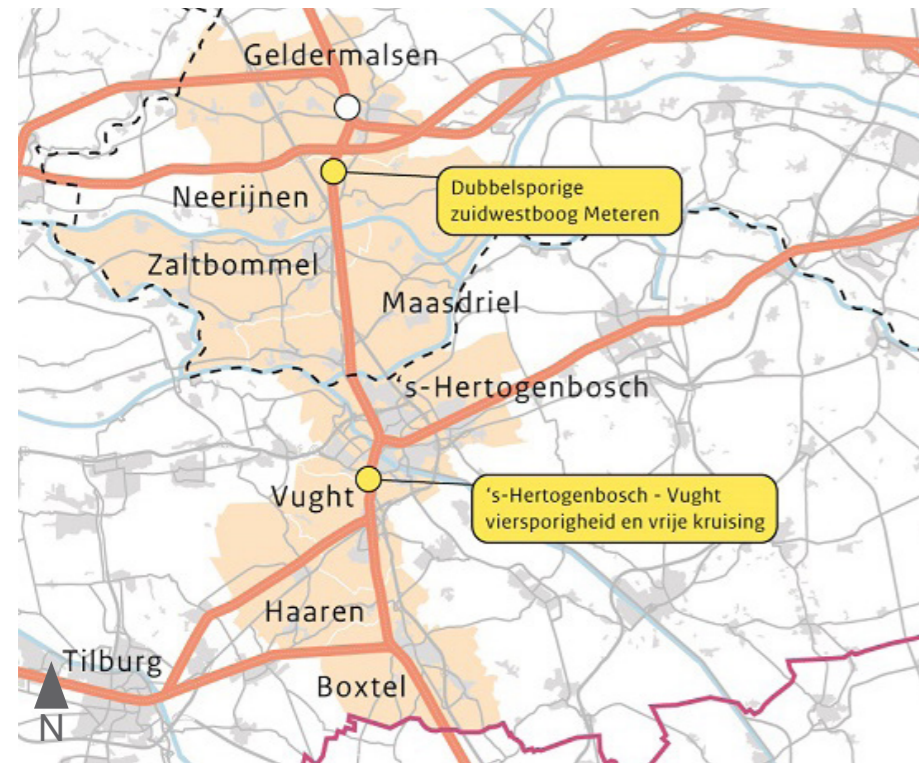 Geldermalsen
Neerijnen
Dubbelsporige
zuidwestboog Meteren
Zaltbommel
Maasdriel
‘s-Hertogenbosch
Vught
‘s-Hertogenbosch - Vught
viersporigheid en vrije kruising
Haaren
Tilburg
Boxtel
N